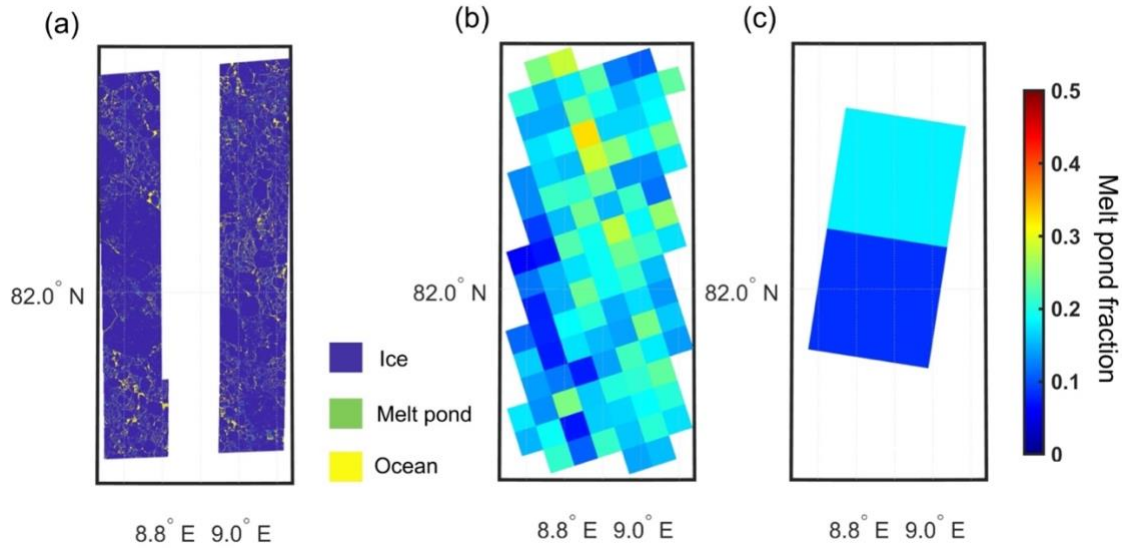 (a)
(b)
(c)
82.0° N
82.0° N
82.0° N
Ice
Melt pond
Ocean
8.8° E 9.0° E
8.8° E 9.0° E
8.8° E 9.0° E
0.5
0.4
0.3
0.2
0.1
0
Melt pond fraction